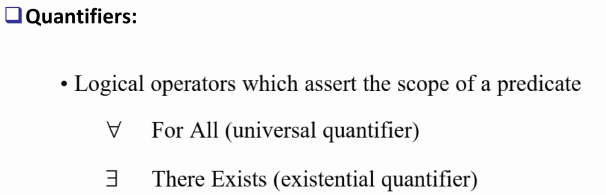 ❑Quantifiers:
• Logical operators which assert the scope of a predicate
∀ For All (universal quantifier)
∃ There Exists (existential quantifier)